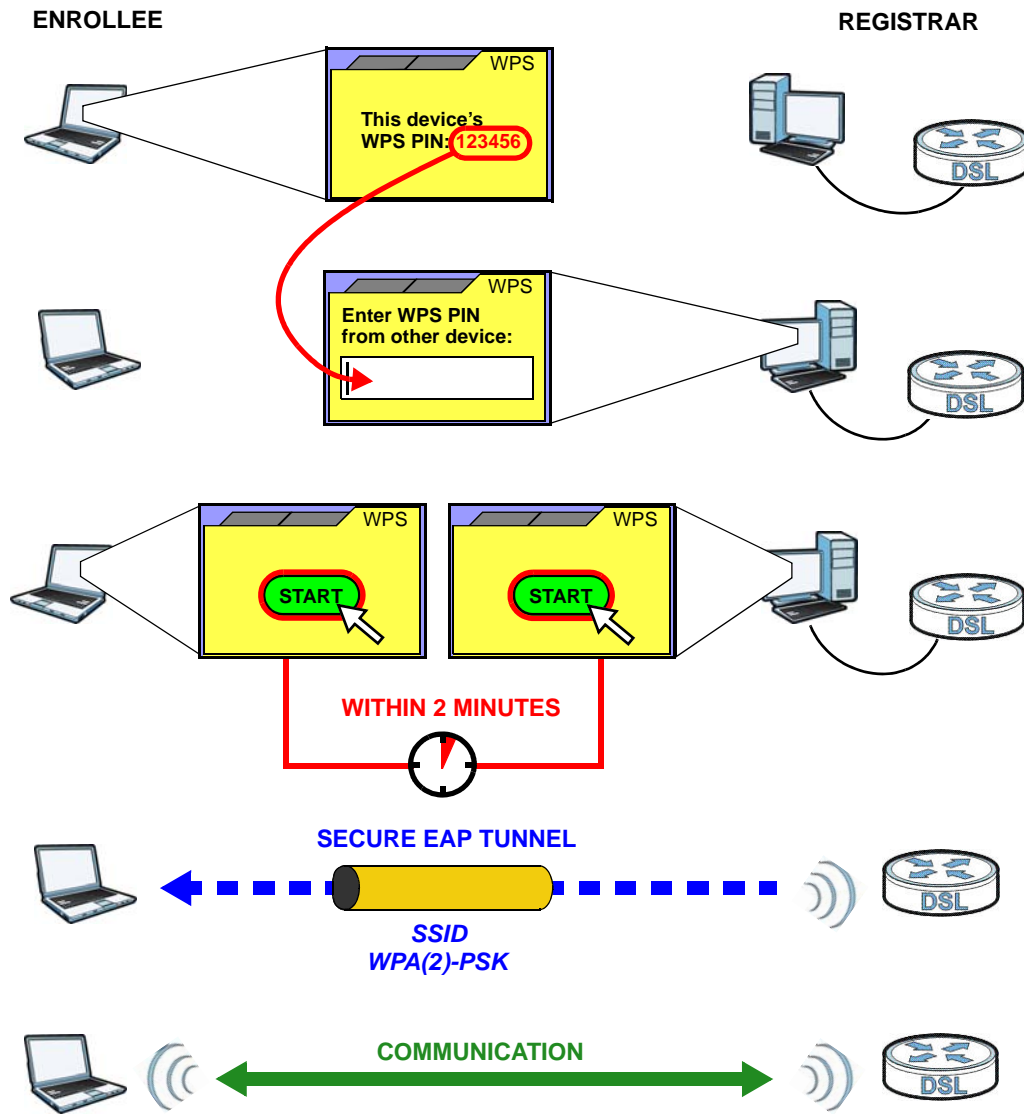 ENROLLEE
REGISTRAR
WPS
This device's
WPS PIN: 123456
DSL
WPS
Enter WPS PIN
from other device:
DSL
WPS
START
WPS
START
DSL
WITHIN 2 MINUTES
SECURE EAP TUNNEL
SSID
WPA(2)-PSK
DSL
COMMUNICATION
DSL